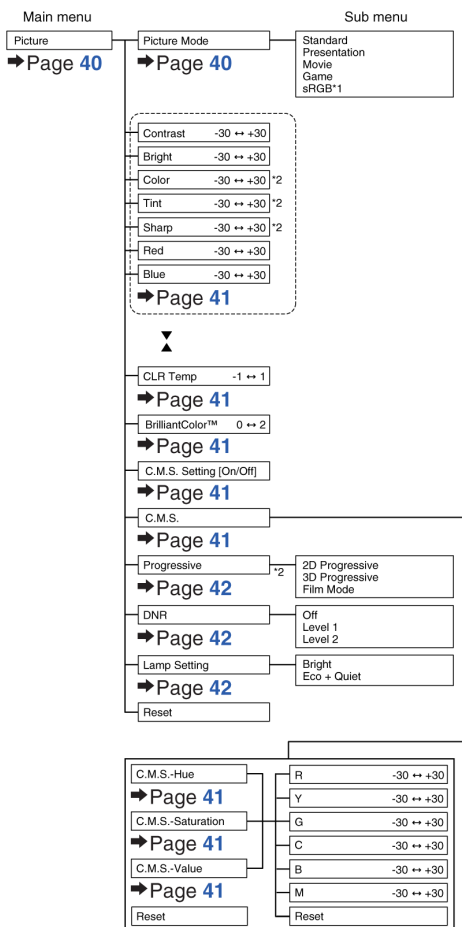 Main menu
Sub menu
Picture
➡Page 40
Picture Mode
➡Page 40
Standard
Presentation
Movie
Game
sRGB*1
Contrast -30 ↔ +30
Bright -30 ↔ +30
Color -30 ↔ +30 *2
Tint -30 ↔ +30 *2
Sharp -30 ↔ +30 *2
Red -30 ↔ +30
Blue -30 ↔ +30
➡Page 41
CLR Temp -1 ↔ 1
➡Page 41
BrilliantColor™ 0 ↔ 2
➡Page 41
C.M.S. Setting [On/Off]
➡Page 41
C.M.S.
➡Page 41
Progressive *2
➡Page 42
2D Progressive
3D Progressive
Film Mode
DNR
➡Page 42
Off
Level 1
Level 2
Lamp Setting
➡Page 42
Bright
Eco + Quiet
Reset
C.M.S.-Hue
➡Page 41
C.M.S.-Saturation
➡Page 41
C.M.S.-Value
➡Page 41
Reset
R -30 ↔ +30
Y -30 ↔ +30
G -30 ↔ +30
C -30 ↔ +30
B -30 ↔ +30
M -30 ↔ +30
Reset